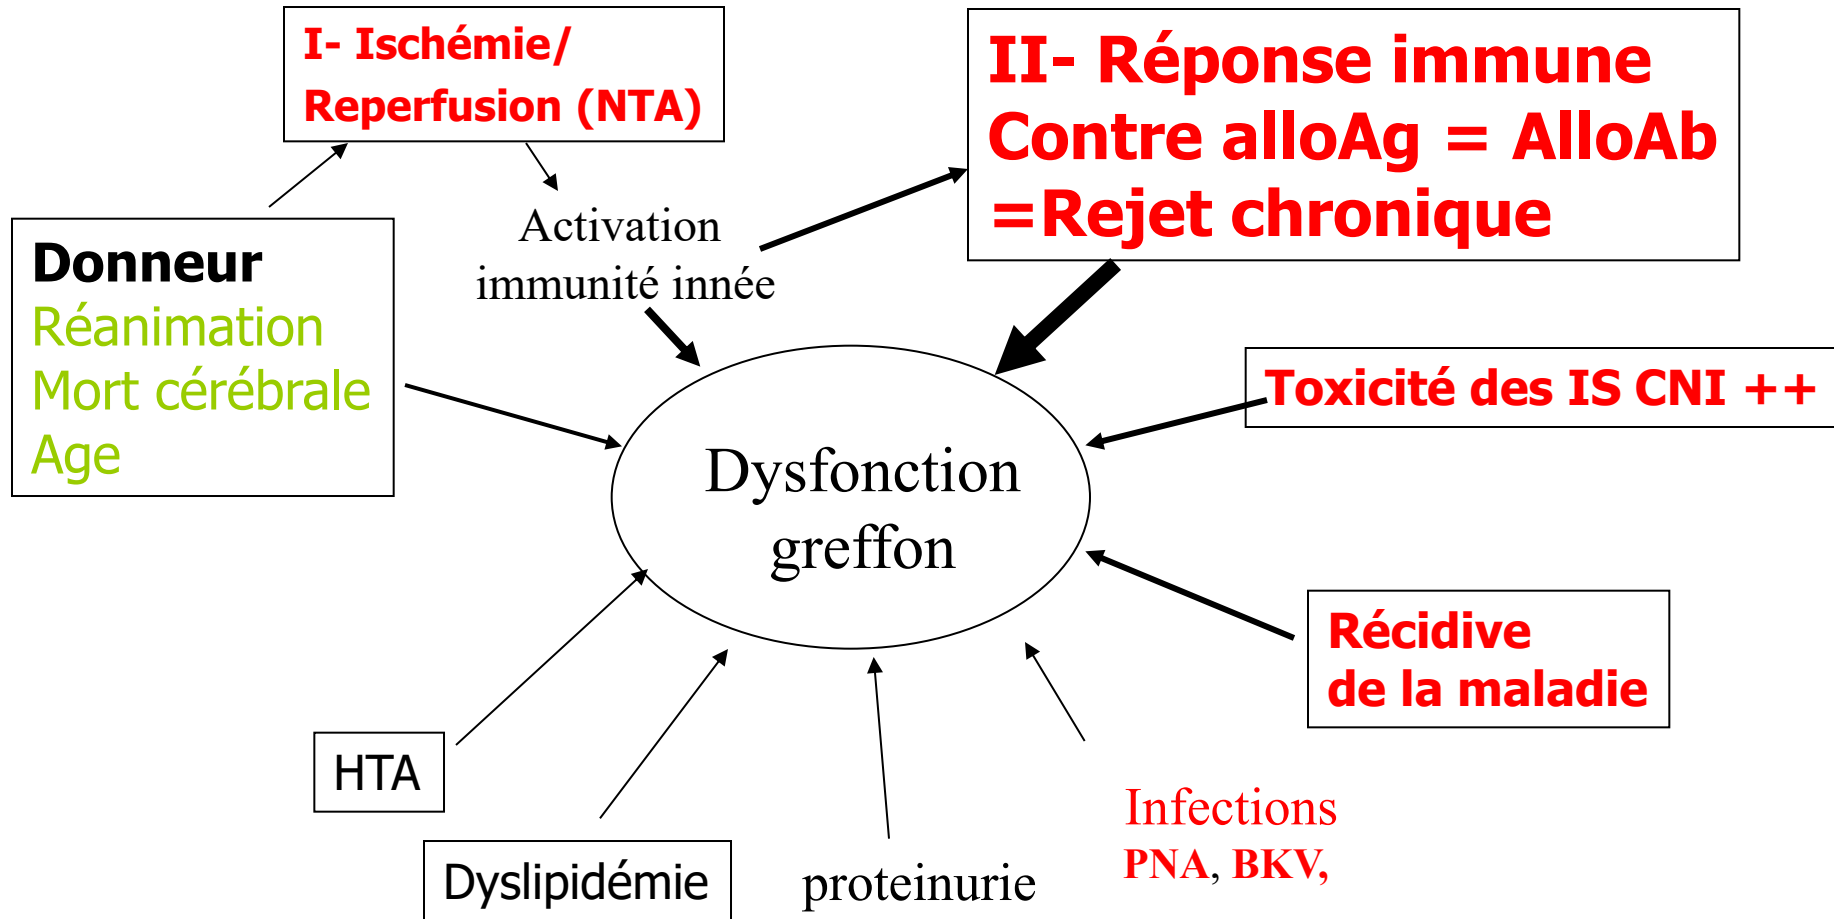 I- Ischémie/
Reperfusion (NTA)
II- Réponse immune
Contre alloAg = AlloAb
=Rejet chronique
Activation
immunité innée
Donneur
Réanimation
Mort cérébrale
Age
Toxicité des IS CNI ++
Dysfonction
greffon
Récidive
de la maladie
HTA
Dyslipidémie
proteinurie
Infections
PNA, BKV,